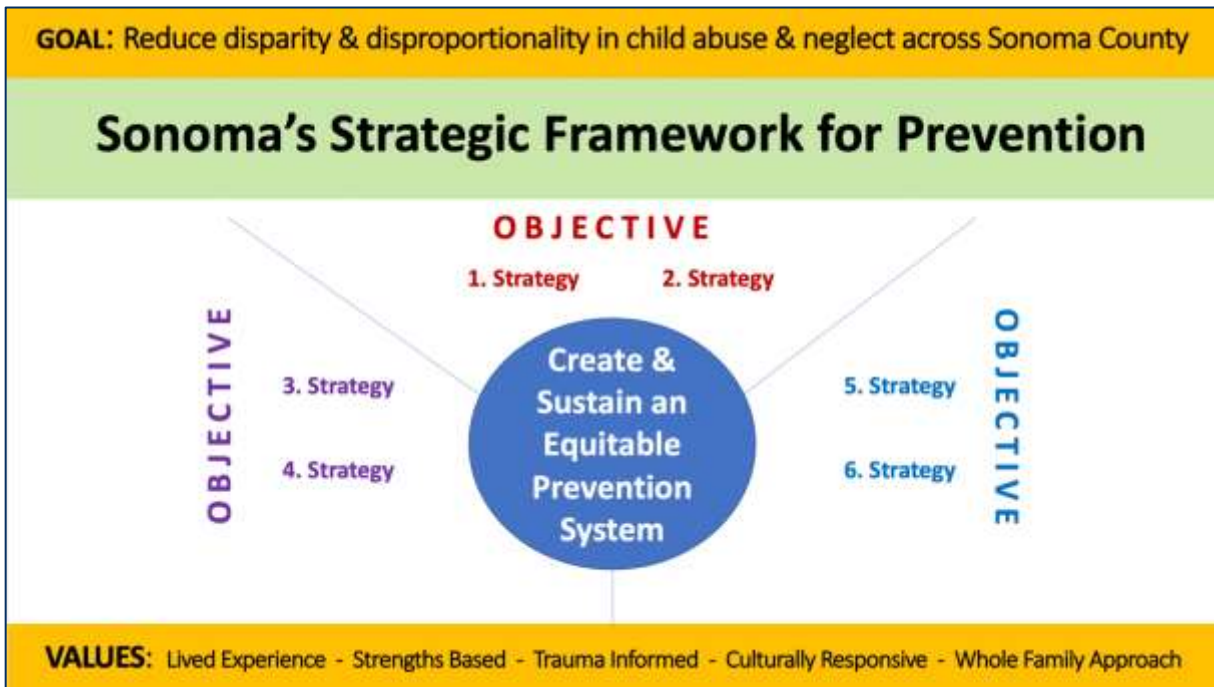 GOAL: Reduce disparity & disproportionality in child abuse & neglect across Sonoma County
Sonoma's Strategic Framework for Prevention
OBJECTIVE
1. Strategy
2. Strategy
OBJECTIVE
3. Strategy
4. Strategy
Create &
Sustain an
Equitable
Prevention
System
5. Strategy
6. Strategy
OBJECTIVE
VALUES: Lived Experience - Strengths Based - Trauma Informed - Culturally Responsive - Whole Family Approach